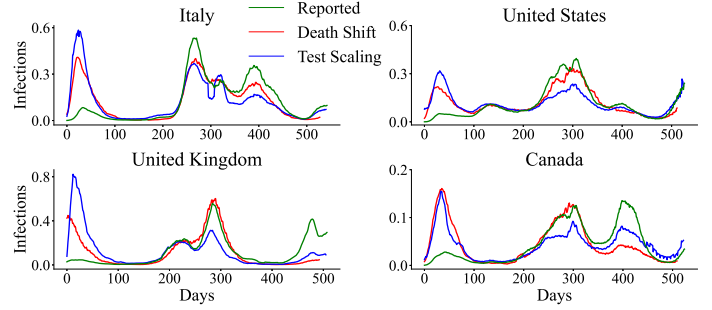 Reported
Death Shift
Test Scaling
Italy
Infections
0.6
0.3
0.0
0 100 200 300 400 500
United States
0.6
0.3
0.0
0 100 200 300 400 500
United Kingdom
Infections
0.8
0.4
0.0
0 100 200 300 400 500
Days
Canada
0.2
0.1
0.0
0 100 200 300 400 500
Days